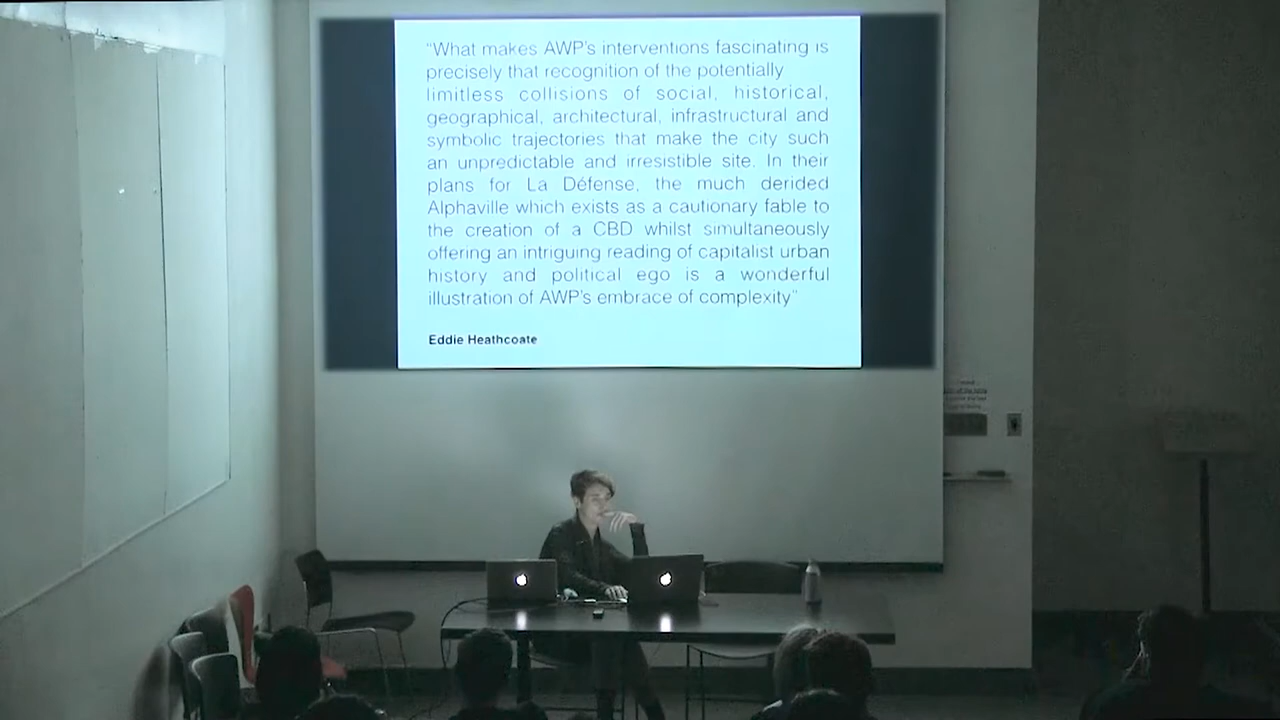 “What makes AWP’s interventions fascinating is
precisely that recognition of the potentially
limitless collisions of social, historical,
geographical, architectural, infrastructural and
symbolic trajectories that make the city such
an unpredictable and irresistible site. In their
plans for La Défense, the much derided
Alphaville which exists as a cautionary fable to
the creation of a CBD whilst simultaneously
offering an intriguing reading of capitalist urban
history and political ego is a wonderful
illustration of AWP’s embrace of complexity”
Eddie Heathcoate